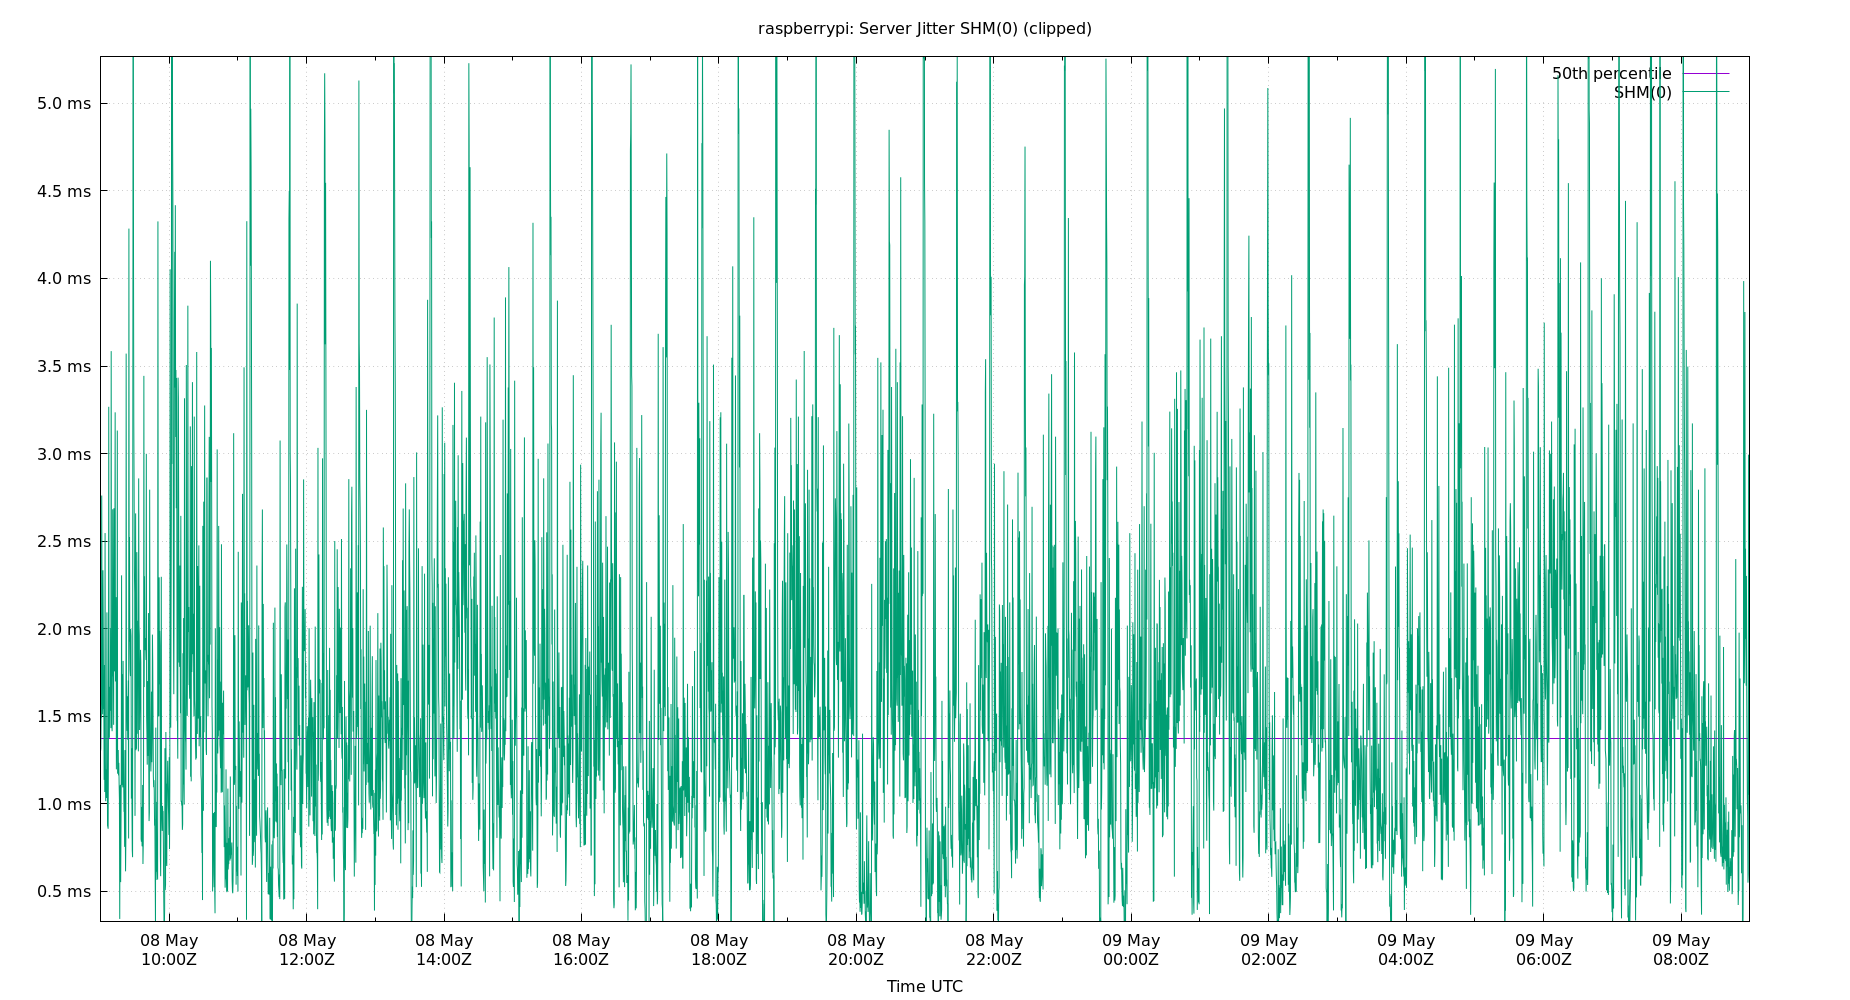 raspberrypi: Server Jitter SHM(0) (clipped)
50th percentile
SHM(0)
5.0 ms
4.5 ms
4.0 ms
3.5 ms
3.0 ms
2.5 ms
2.0 ms
1.5 ms
1.0 ms
0.5 ms
08 May 08 May 08 May 08 May 08 May 08 May 08 May 09 May 09 May 09 May 09 May 09 May
10:00Z 12:00Z 14:00Z 16:00Z 18:00Z 20:00Z 22:00Z 00:00Z 02:00Z 04:00Z 06:00Z 08:00Z
Time UTC